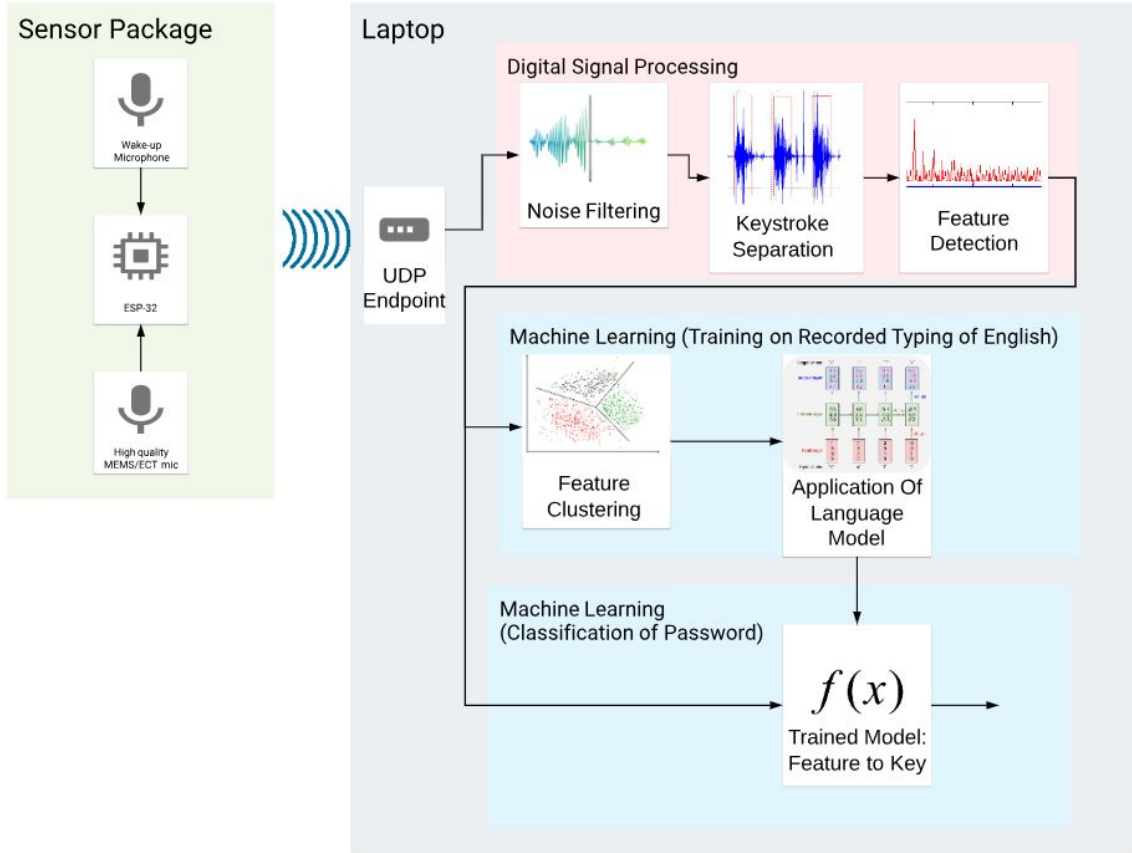 Sensor Package
Wake-up
Microphone
ESP-32
High quality
MEMS/ECT mic
Laptop
UDP
Endpoint
Digital Signal Processing
Noise Filtering
Keystroke
Separation
Feature
Detection
Machine Learning (Training on Recorded Typing of English)
Feature
Clustering
Application Of
Language
Model
Machine Learning
(Classification of Password)
f(x)
Trained Model:
Feature to Key